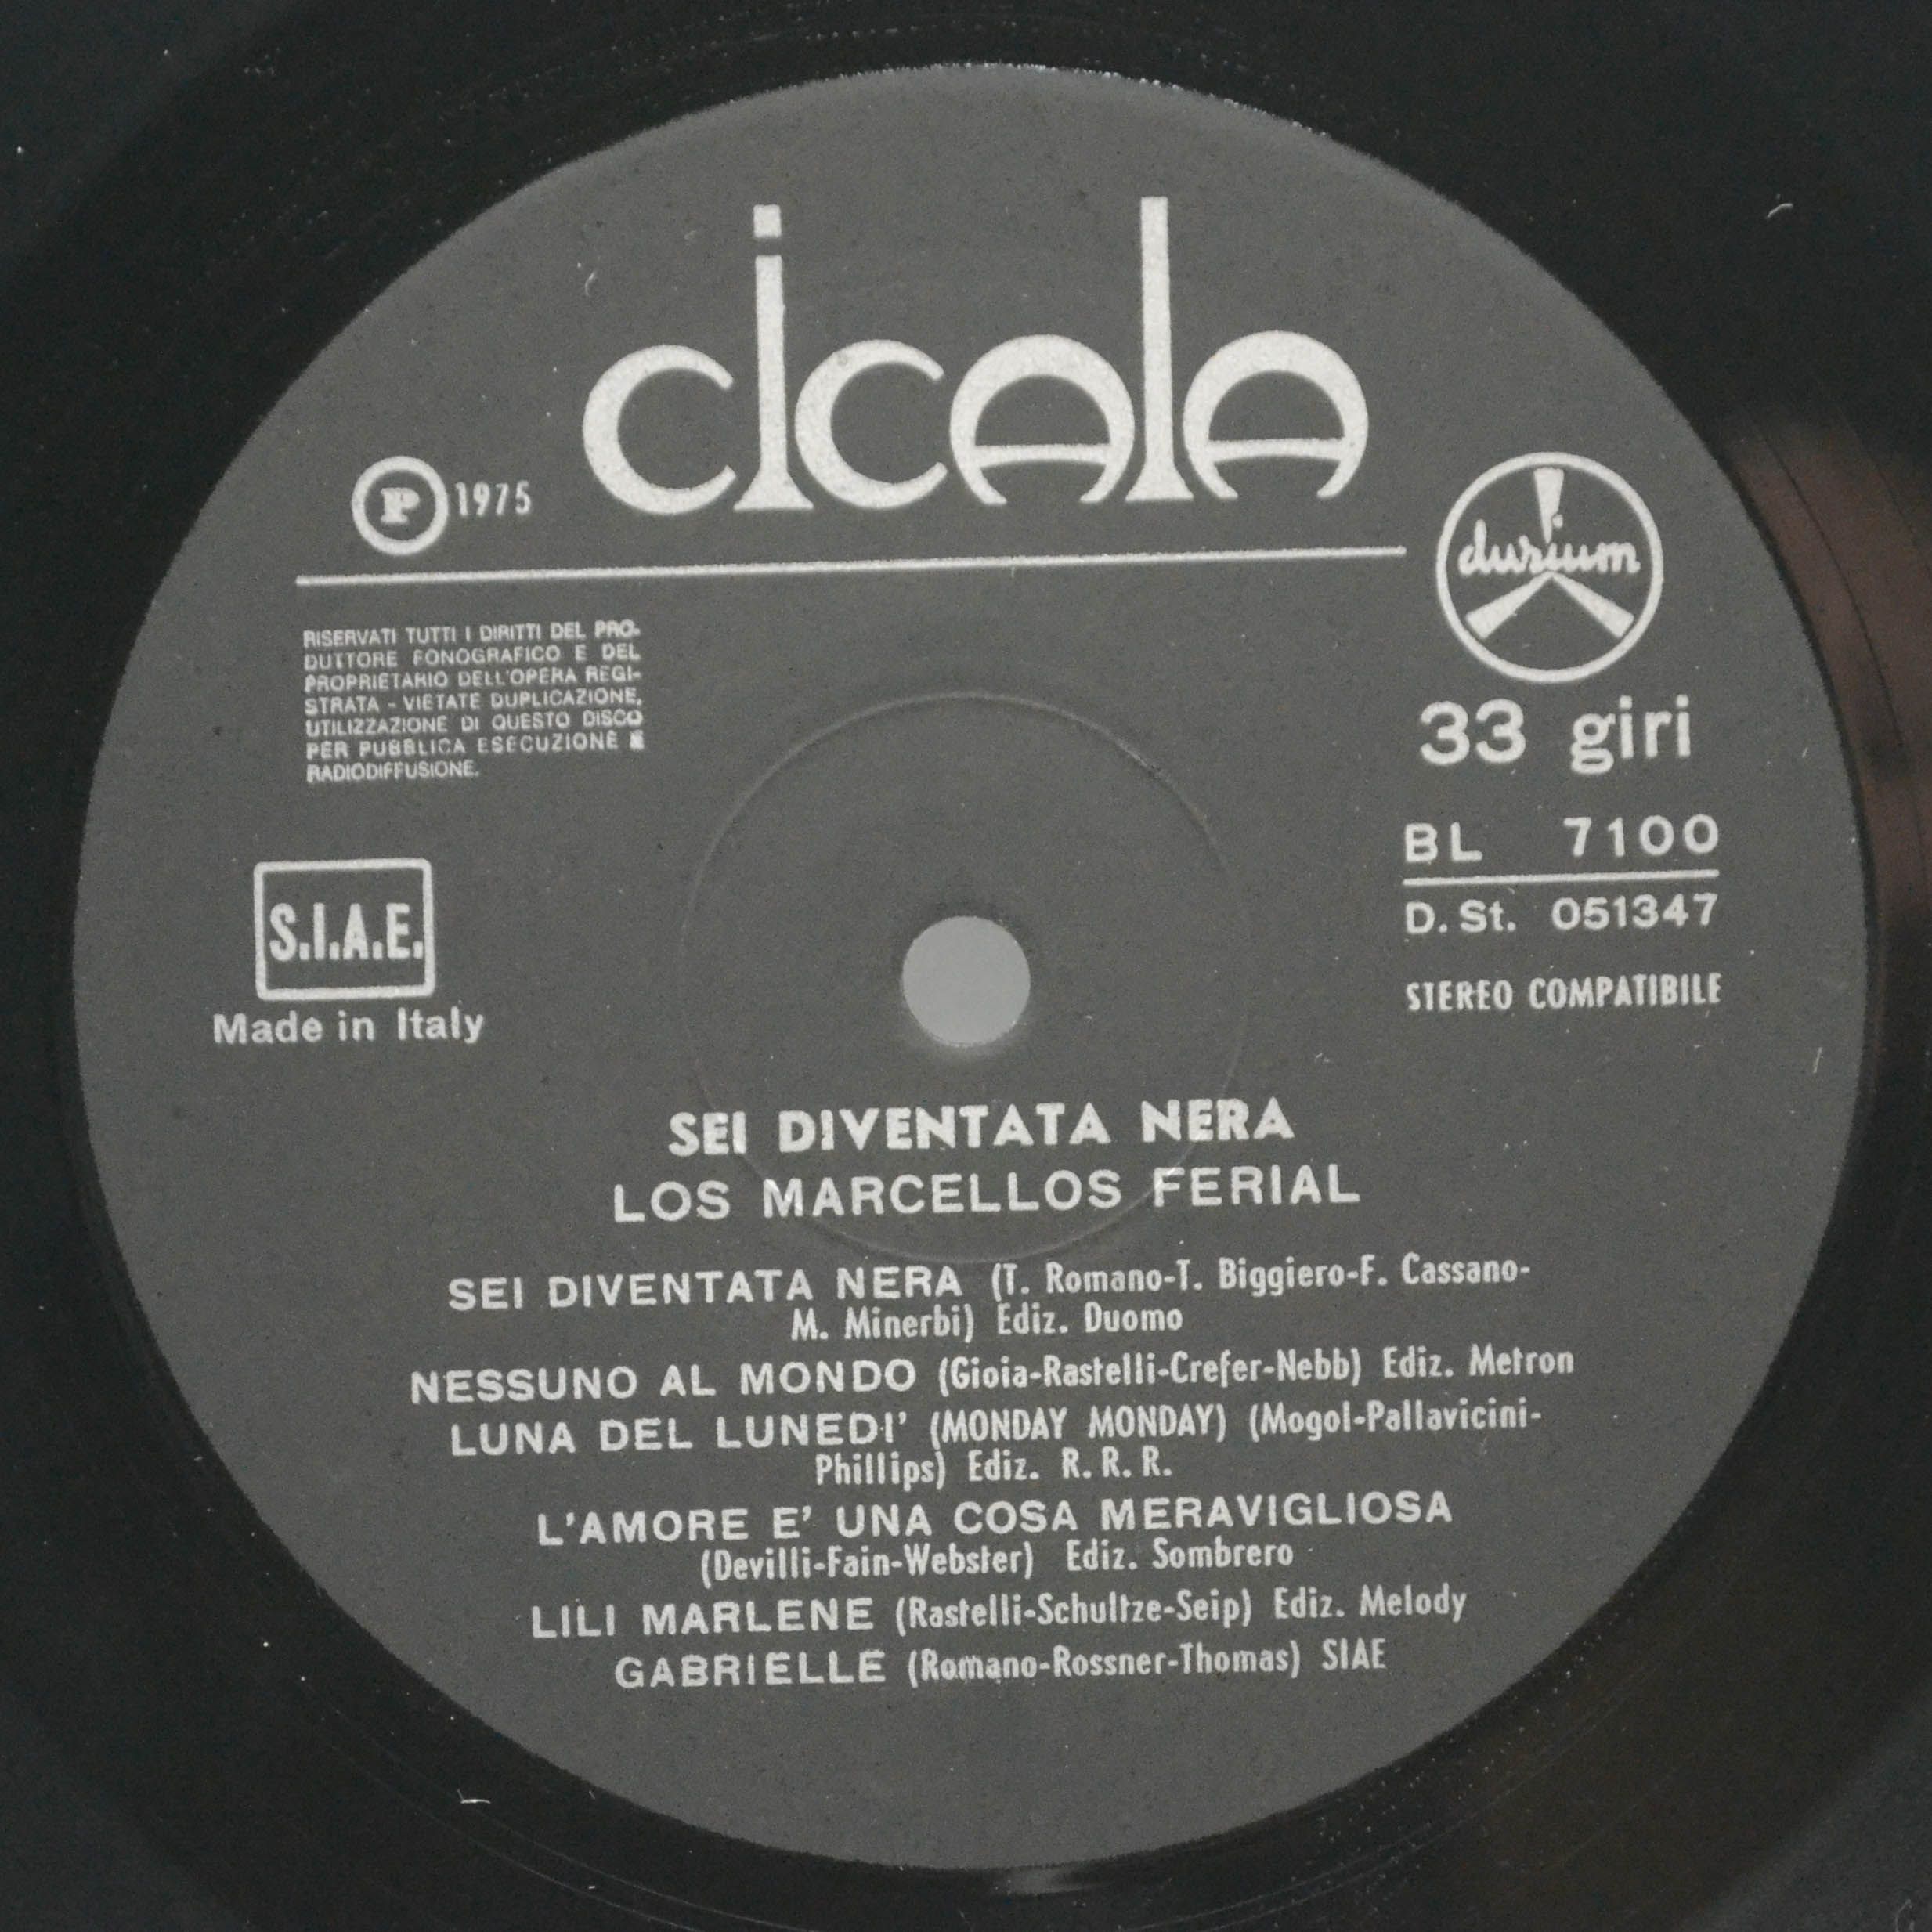 cicala
P 1975
durium
RISERVATI TUTTI I DIRITTI DEL PRO-
DUTTORE FONOGRAFICO E DEL
PROPRIETARIO DELL'OPERA REGI-
STRATA - VIETATE DUPLICAZIONE,
UTILIZZAZIONE DI QUESTO DISCO
PER PUBBLICA ESECUZIONE E
RADIODIFFUSIONE.
33 giri
BL 7100
D. St. 051347
STEREO COMPATIBILE
S.I.A.E.
Made in Italy
SEI DIVENTATA NERA
LOS MARCELLOS FERIAL
SEI DIVENTATA NERA (T. Romano-T. Biggiero-F. Cassano-
M. Minerbi) Ediz. Duomo
NESSUNO AL MONDO (Gioia-Rastelli-Crefer-Nebb) Ediz. Metron
LUNA DEL LUNEDI' (MONDAY MONDAY) (Mogol-Pallavicini-
Phillips) Ediz. R. R. R.
L'AMORE E' UNA COSA MERAVIGLIOSA
(Devilli-Fain-Webster) Ediz. Sombrero
LILI MARLENE (Rastelli-Schultze-Seip) Ediz. Melody
GABRIELLE (Romano-Rossner-Thomas) SIAE